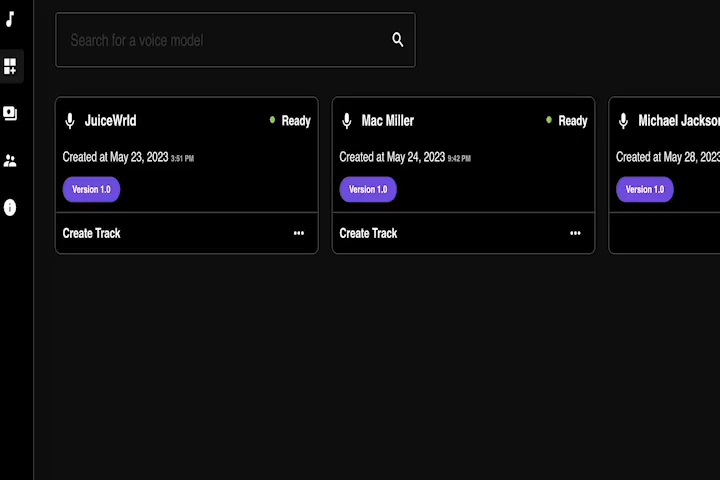 Search for a voice model
JuiceWrld
Ready
Created at May 23, 2023 3:51 PM
Version 1.0
Create Track
Mac Miller
Ready
Created at May 24, 2023 9:42 PM
Version 1.0
Create Track
Michael Jackson
Created at May 28, 2023
Version 1.0